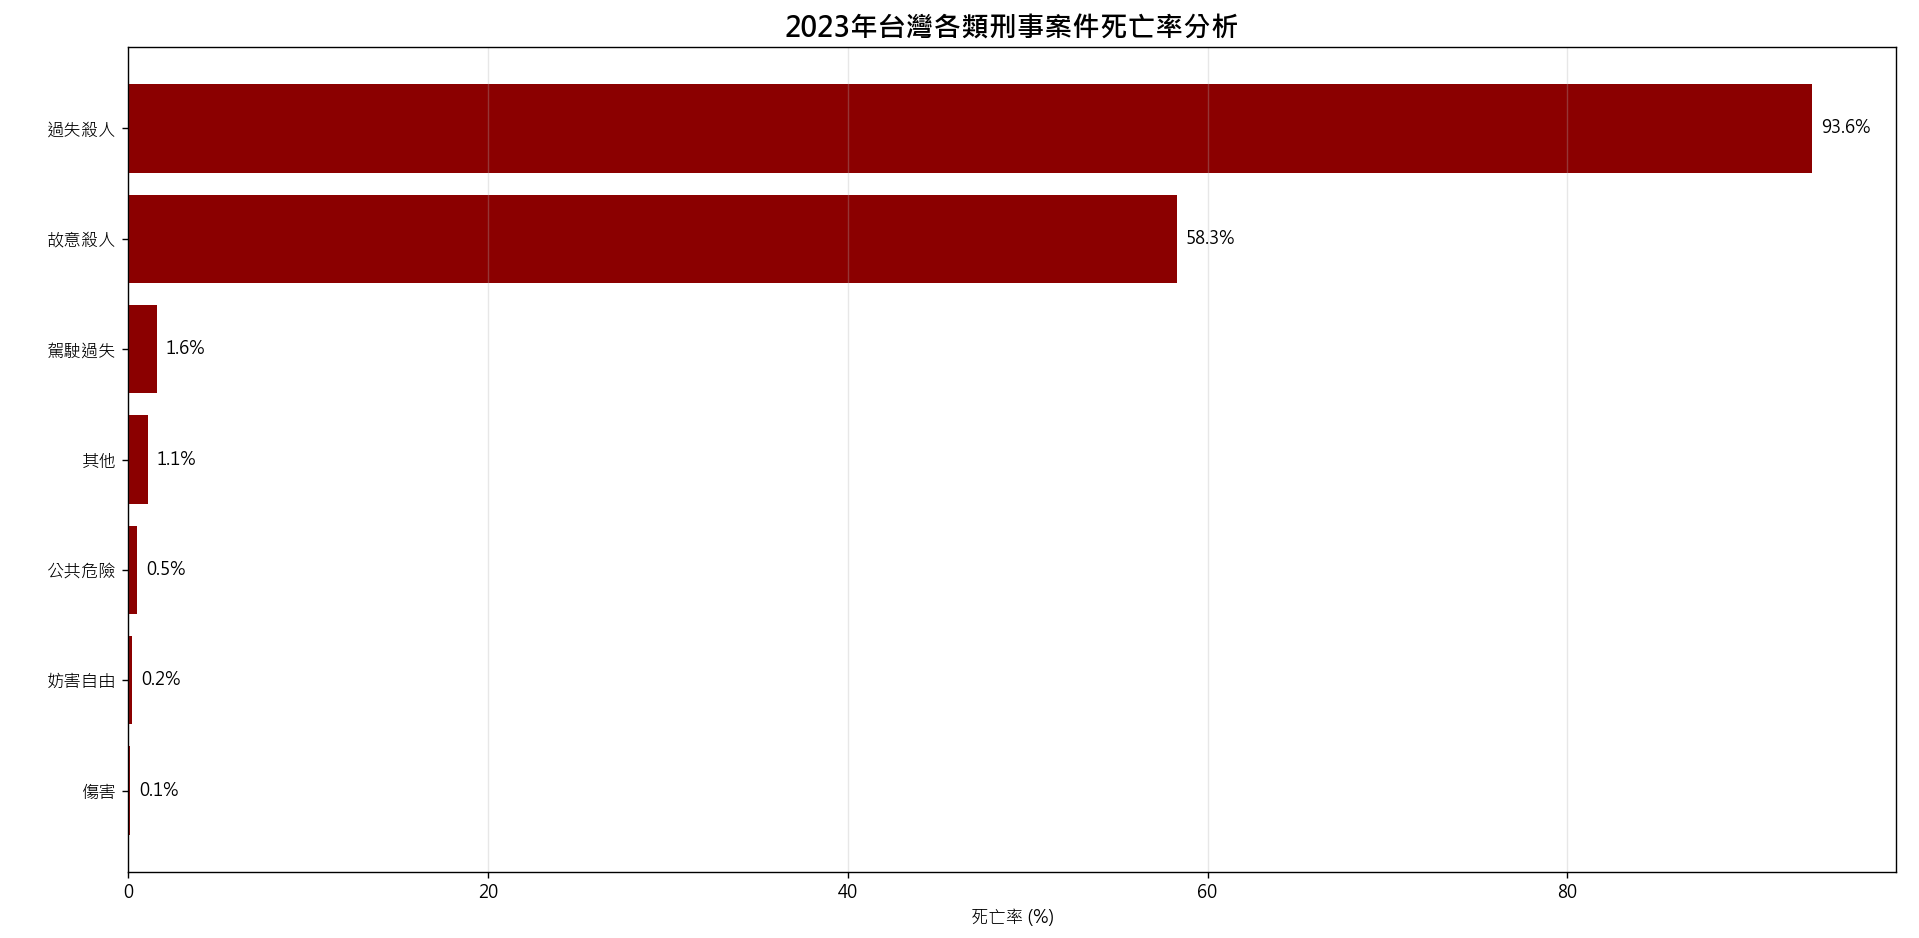 2023年台灣各類刑事案件死亡率分析
過失殺人
93.6%
故意殺人
58.3%
駕駛過失
1.6%
其他
1.1%
公共危險
0.5%
妨害自由
0.2%
傷害
0.1%
0
20
40
60
80
死亡率 (%)